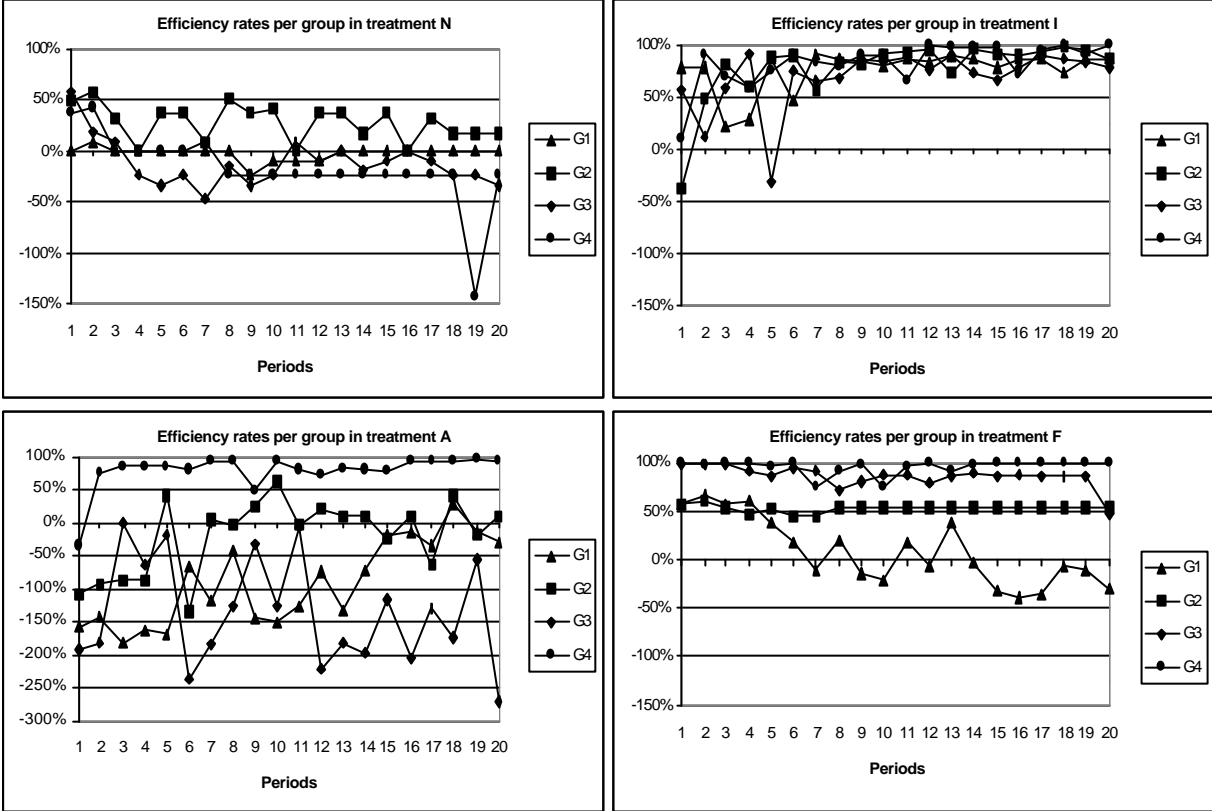 Efficiency rates per group in treatment N
100%
50%
0%
-50%
-100%
-150%
1 2 3 4 5 6 7 8 9 10 11 12 13 14 15 16 17 18 19 20
Periods
G1
G2
G3
G4
Efficiency rates per group in treatment I
100%
50%
0%
-50%
-100%
-150%
1 2 3 4 5 6 7 8 9 10 11 12 13 14 15 16 17 18 19 20
Periods
G1
G2
G3
G4
Efficiency rates per group in treatment A
100%
50%
0%
-50%
-100%
-150%
-200%
-250%
-300%
1 2 3 4 5 6 7 8 9 10 11 12 13 14 15 16 17 18 19 20
Periods
G1
G2
G3
G4
Efficiency rates per group in treatment F
100%
50%
0%
-50%
-100%
-150%
1 2 3 4 5 6 7 8 9 10 11 12 13 14 15 16 17 18 19 20
Periods
G1
G2
G3
G4